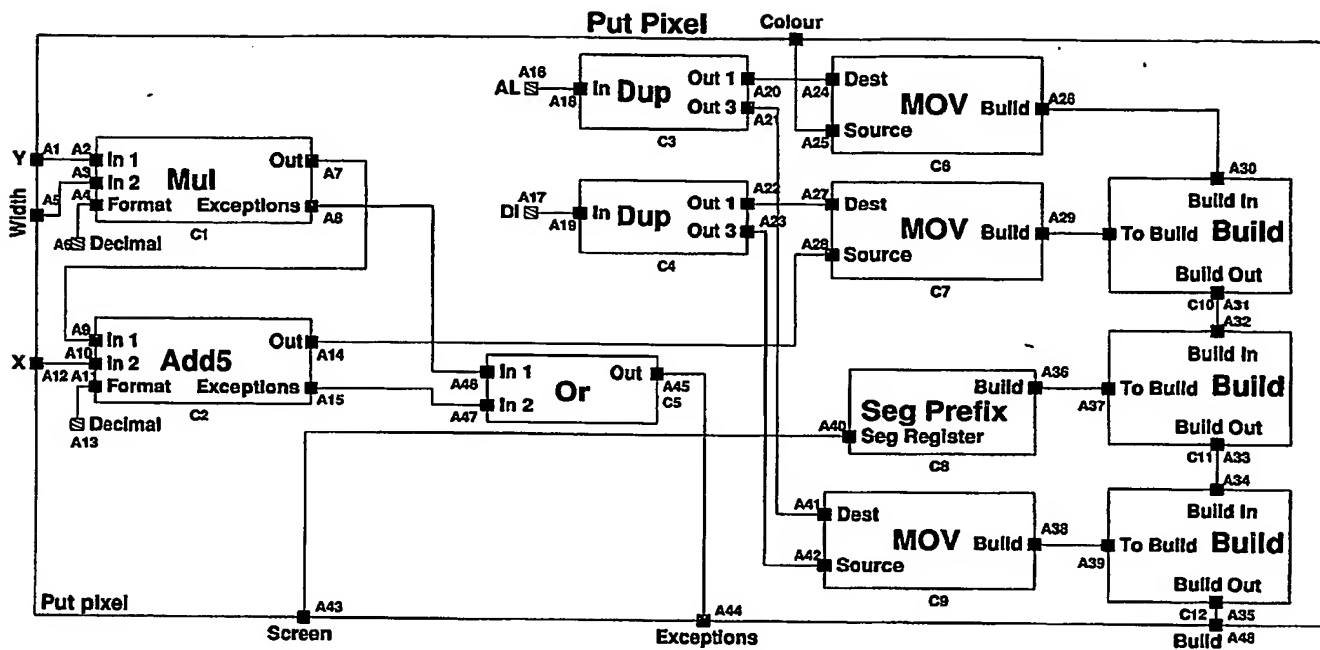 Put Pixel
Colour
A16
AL
A18
In
Dup
Out 1
Out 3
A20
A21
C3
A24
A25
Dest
Source
MOV
Build
A26
C6
Y
A1
A2
A3
A4
A5
A6
Width
In 1
In 2
Format
Mul
Out
Exceptions
A7
A8
C1
Decimal
A17
DI
A19
In
Dup
Out 1
Out 3
A22
A23
C4
A27
A28
Dest
Source
MOV
Build
A29
C7
A30
Build In
To Build
Build
Build Out
C10
A31
A32
Build In
To Build
Build
Build Out
X
A9
A10
A11
A12
In 1
In 2
Format
Add5
Out
Exceptions
A14
A15
C2
Decimal
A13
A46
A47
In 1
In 2
Or
Out
A45
C5
A40
Build
Seg Prefix
Seg Register
C8
A36
A37
C11
A33
A34
Build In
To Build
Build
Build Out
A41
A42
Dest
Source
MOV
Build
C9
A38
A39
C12
A35
Put pixel
A43
Screen
A44
Exceptions
Build
A48